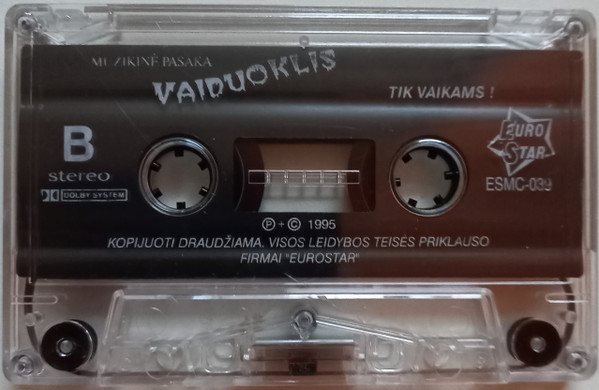 MUZIKINĖ PASAKA
VAIDUOKLIS
TIK VAIKAMS !
B
stereo
DOLBY SYSTEM
EURO
STAR
ESMC-039
Ⓟ + © 1995
KOPIJUOTI DRAUDŽIAMA. VISOS LEIDYBOS TEISĖS PRIKLAUSO
FIRMAI "EUROSTAR"